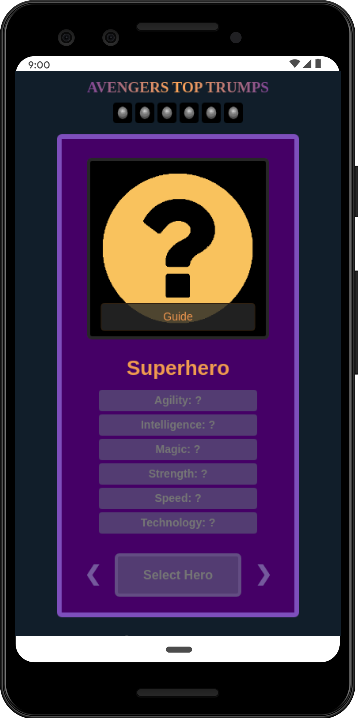 9:00
AVENGERS TOP TRUMPS
?
Guide
Superhero
Agility: ?
Intelligence: ?
Magic: ?
Strength: ?
Speed: ?
Technology: ?
❮ Select Hero ❯